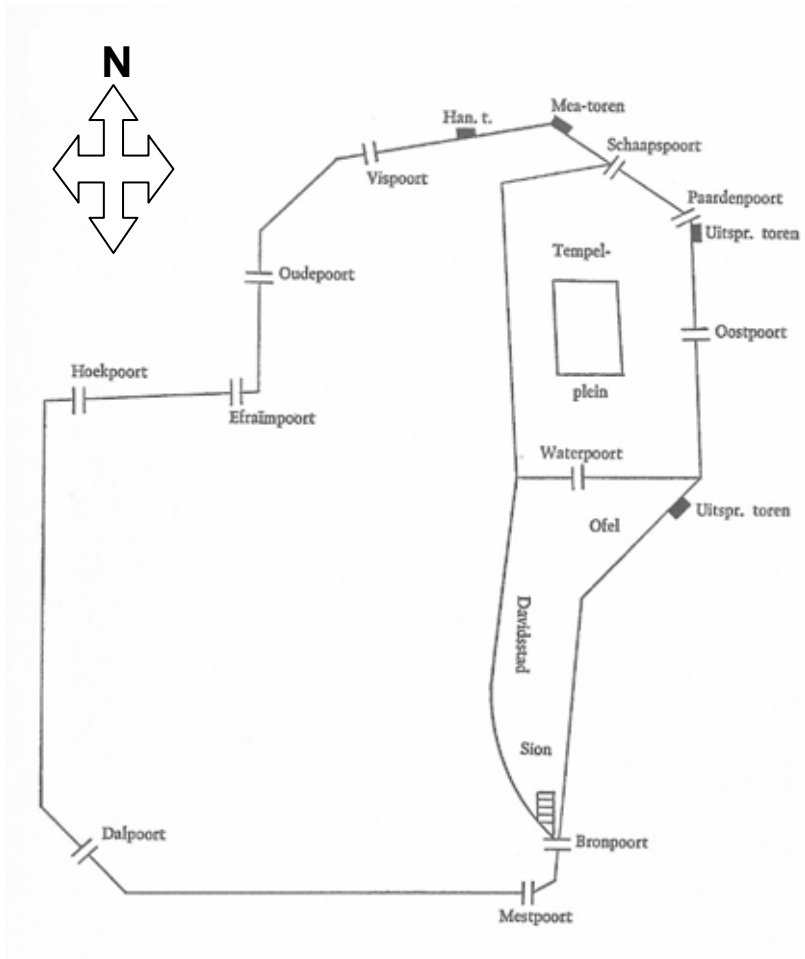 N
Mea-toren
Han. t.
Schaapspoort
Vispoort
Paardenpoort
Uitspr. toren
Tempel-
Oudepoort
Oostpoort
Hoekpoort
plein
Efraïmpoort
Waterpoort
Uitspr. toren
Ofel
Davidsstad
Sion
Dalpoort
Bronpoort
Mestpoort